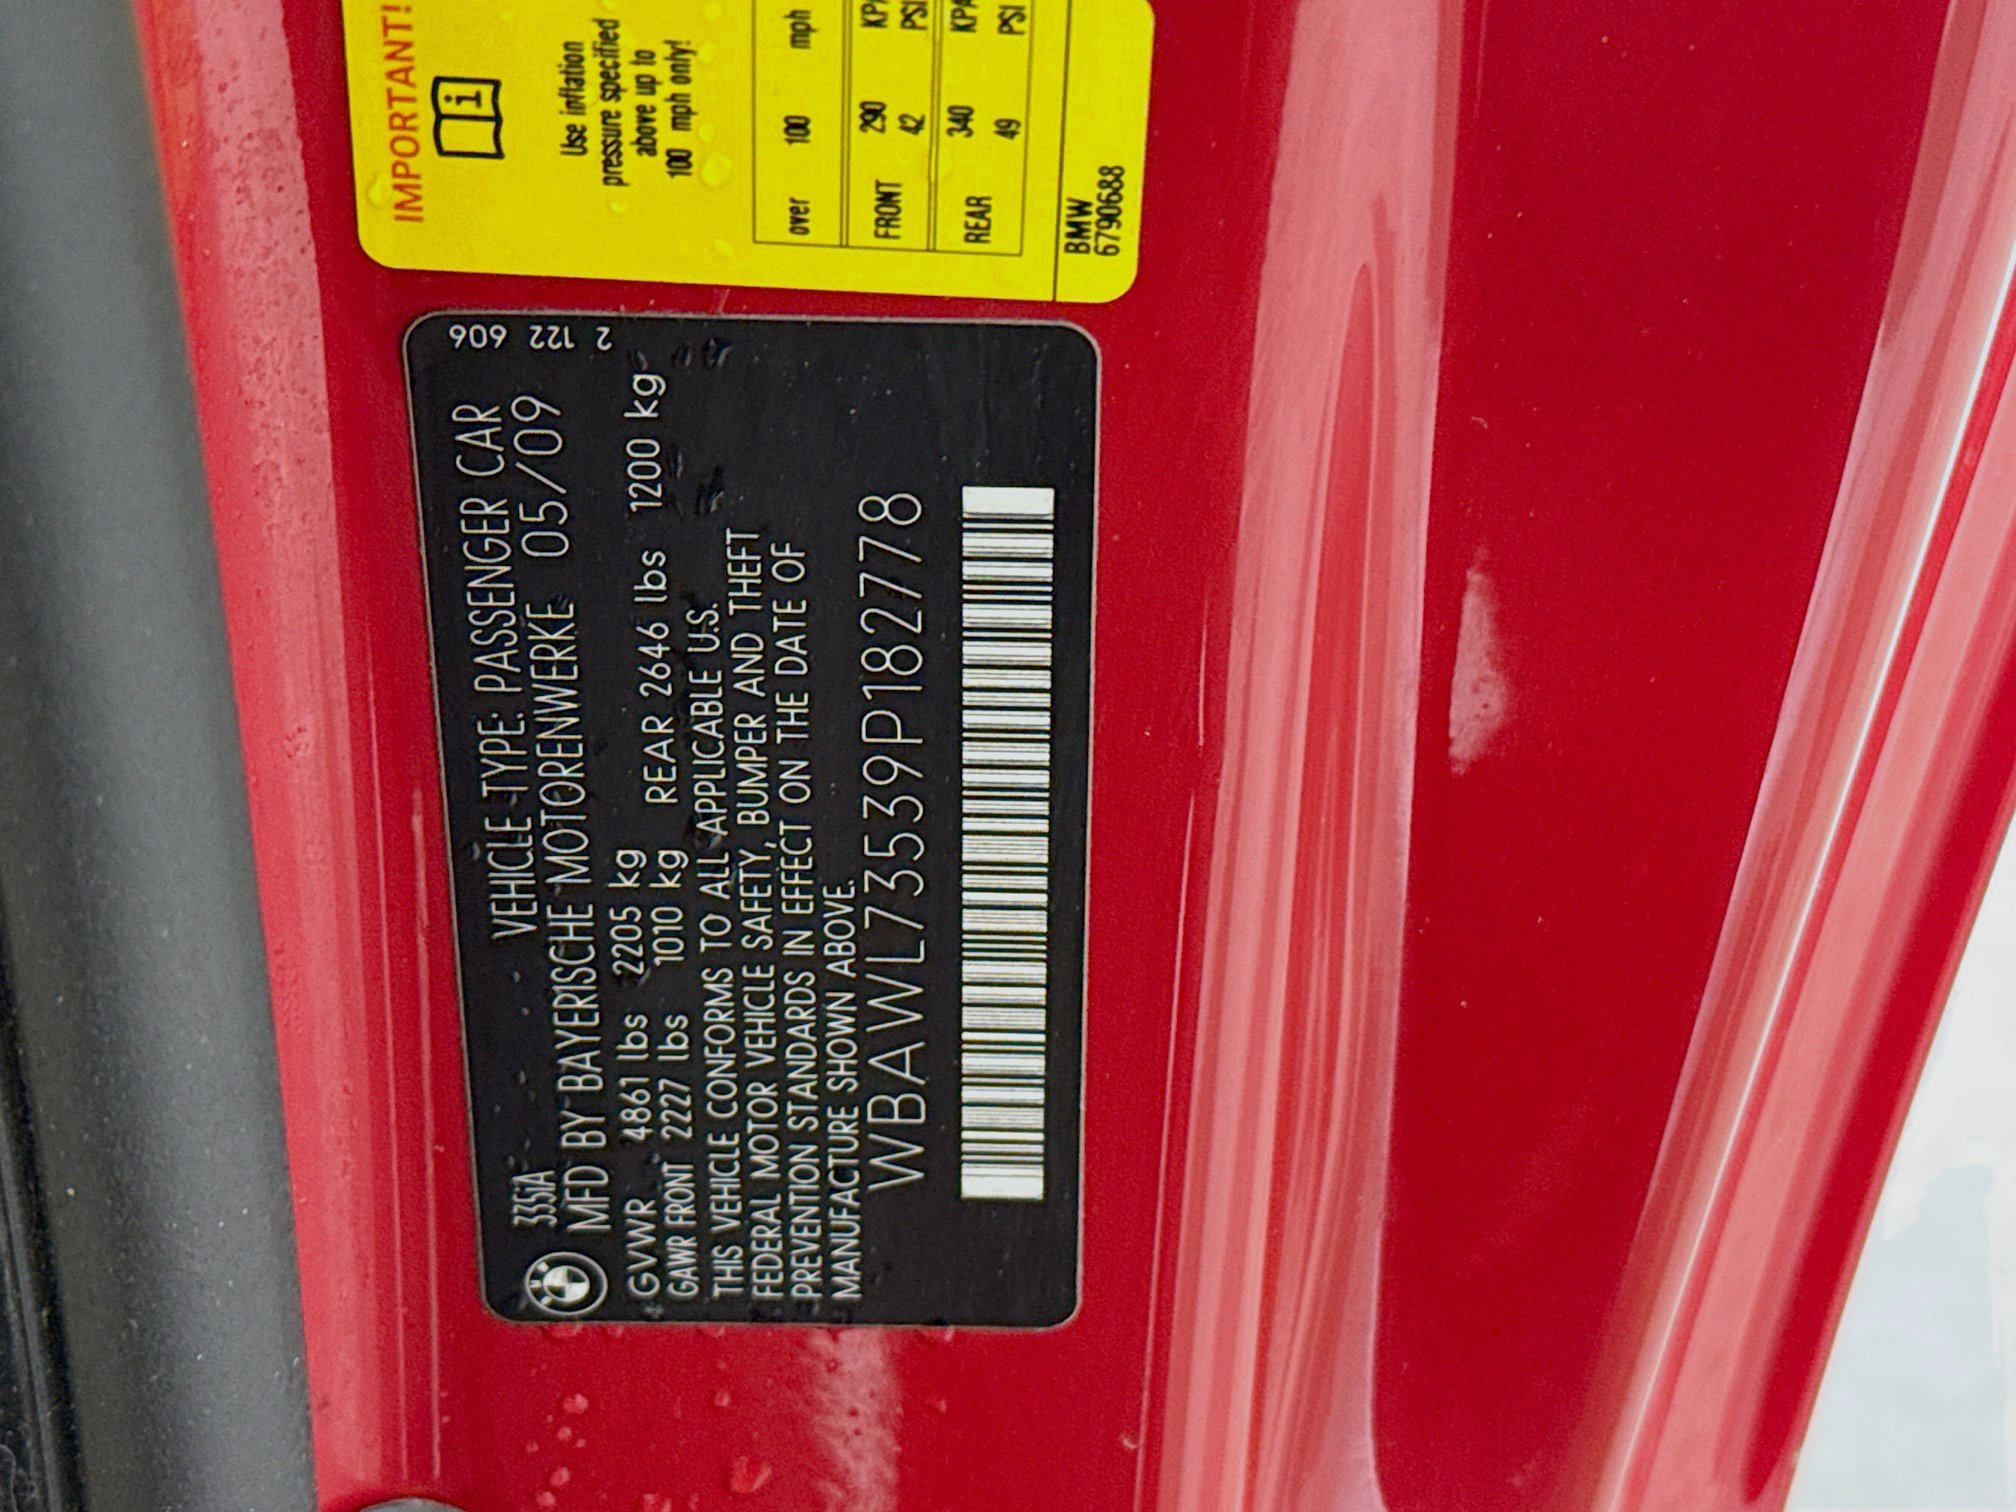 335iA VEHICLE TYPE: PASSENGER CAR
MFD BY BAYERISCHE MOTORENWERKE 05/09
GVWR 4861 lbs 2205 kg
GAWR FRONT 2227 lbs 1010 kg REAR 2646 lbs 1200 kg
THIS VEHICLE CONFORMS TO ALL APPLICABLE U.S.
FEDERAL MOTOR VEHICLE SAFETY, BUMPER AND THEFT
PREVENTION STANDARDS IN EFFECT ON THE DATE OF
MANUFACTURE SHOWN ABOVE.
WBAWL73539P182778
2 122 606
IMPORTANT!
i
Use inflation
pressure specified
above up to
100 mph only!
over 100 mph
FRONT 290 KPA
42 PSI
REAR 340 KPA
49 PSI
BMW
6790688